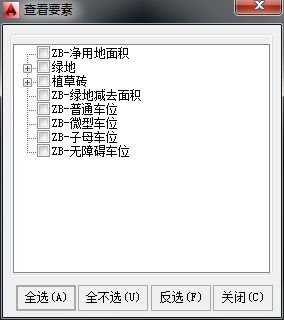 查看要素
ZB-净用地面积
绿地
植草砖
ZB-绿地减去面积
ZB-普通车位
ZB-微型车位
ZB-子母车位
ZB-无障碍车位
全选(A) 全不选(U) 反选(F) 关闭(C)